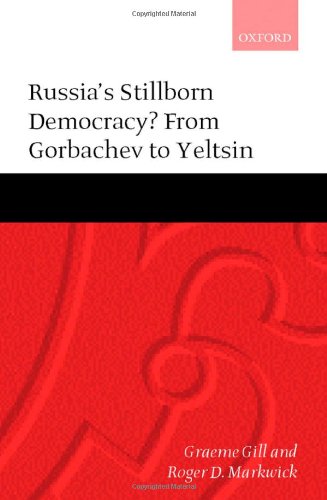 OXFORD
Russia's Stillborn
Democracy? From
Gorbachev to Yeltsin
Graeme Gill and
Roger D. Markwick